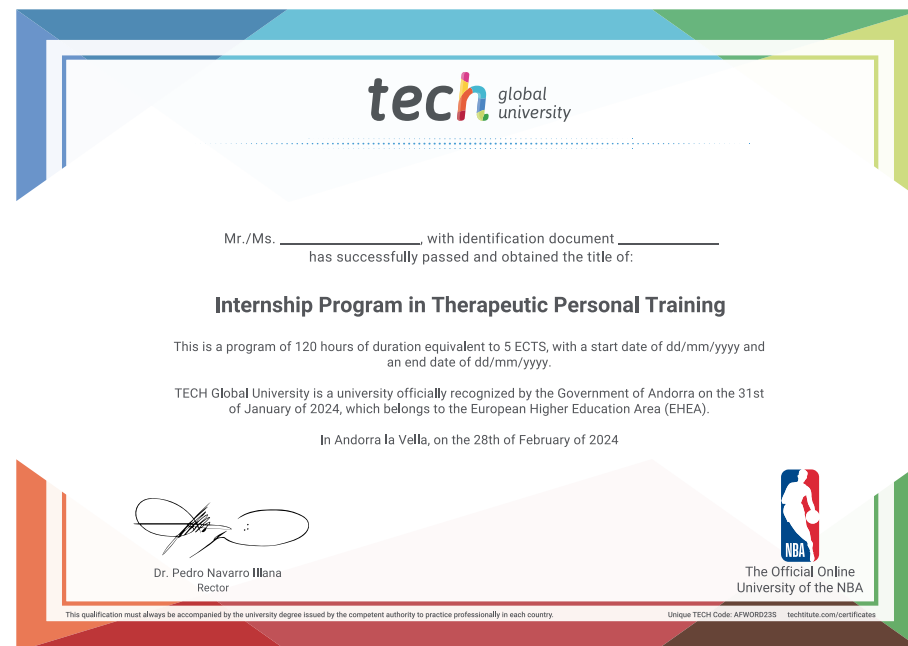 tech global
university
Mr./Ms. ____________________, with identification document ______________
has successfully passed and obtained the title of:
Internship Program in Therapeutic Personal Training
This is a program of 120 hours of duration equivalent to 5 ECTS, with a start date of dd/mm/yyyy and
an end date of dd/mm/yyyy.
TECH Global University is a university officially recognized by the Government of Andorra on the 31st
of January of 2024, which belongs to the European Higher Education Area (EHEA).
In Andorra la Vella, on the 28th of February of 2024
Dr. Pedro Navarro Illana
Rector
NBA
The Official Online
University of the NBA
This qualification must always be accompanied by the university degree issued by the competent authority to practice professionally in each country.
Unique TECH Code: AFWORD23S techtitute.com/certificates